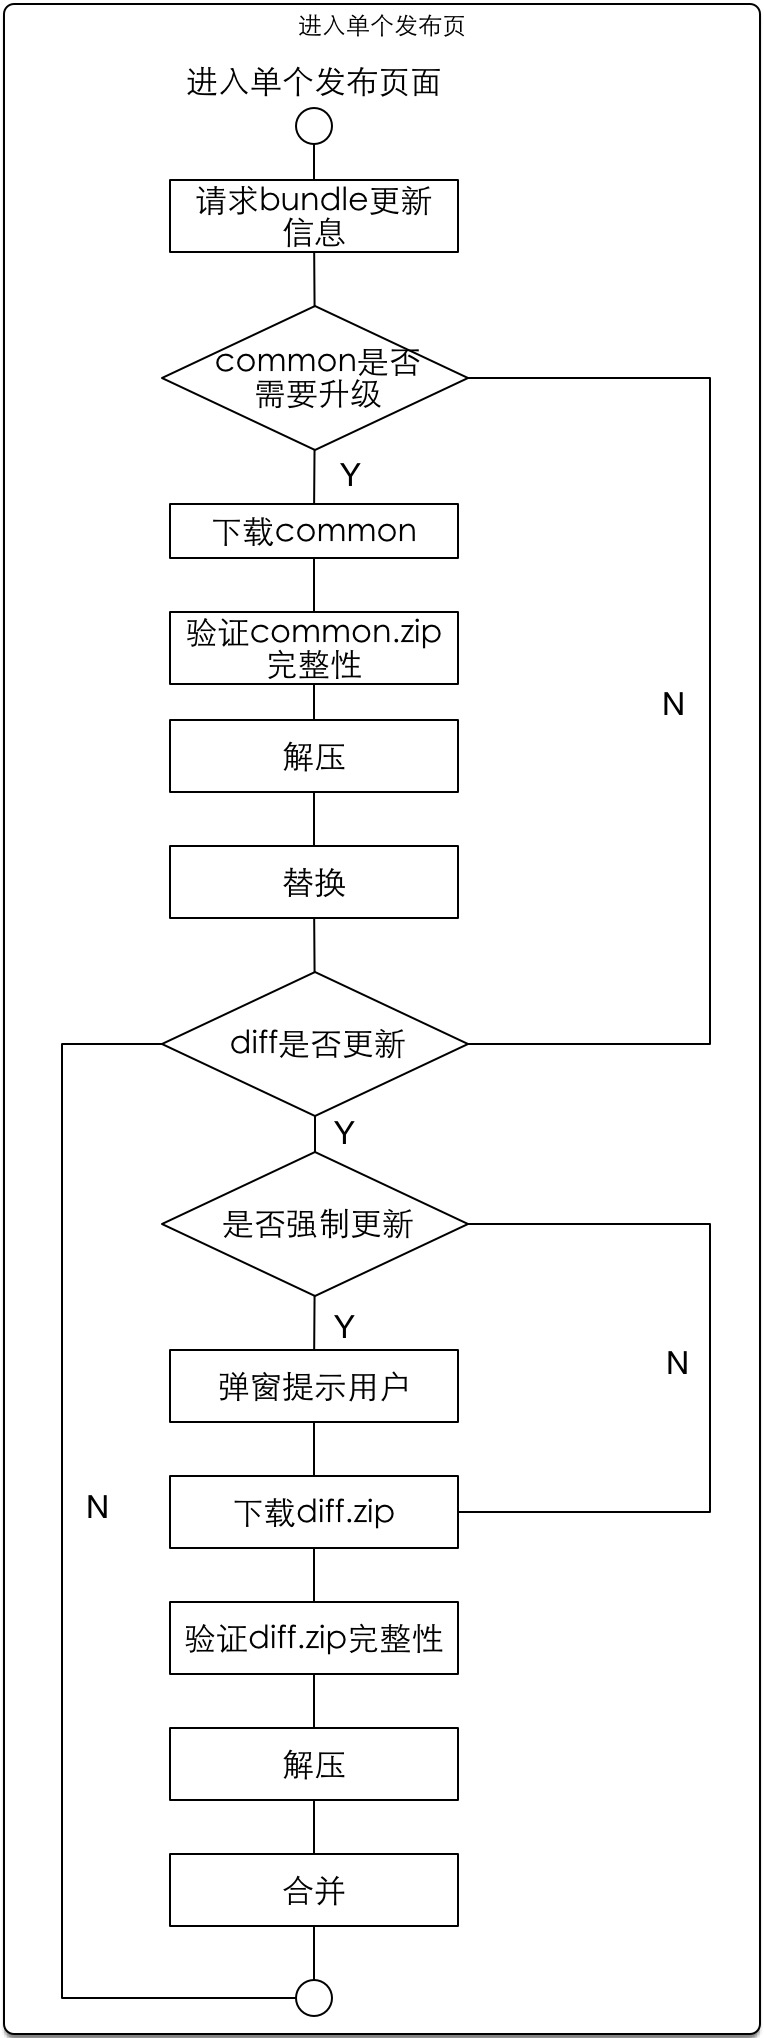 进入单个发布页
进入单个发布页面
请求bundle更新
信息
common是否
需要升级
Y
下载common
验证common.zip
完整性
N
解压
替换
diff是否更新
Y
是否强制更新
Y
N
弹窗提示用户
N
下载diff.zip
验证diff.zip完整性
解压
合并